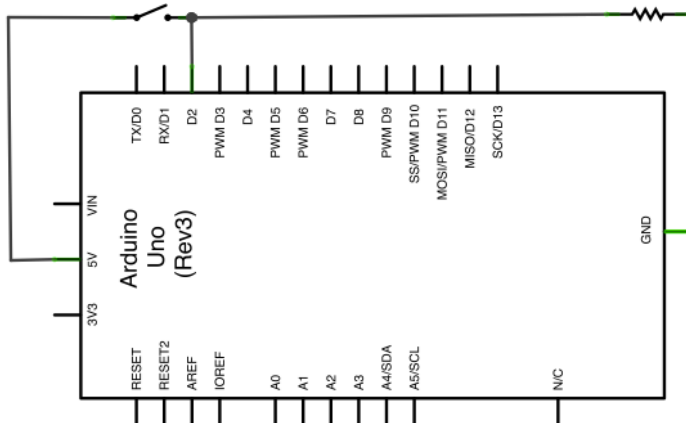 TX/D0
RX/D1
D2
PWM D3
D4
PWM D5
PWM D6
D7
D8
PWM D9
SS/PWM D10
MOSI/PWM D11
MISO/D12
SCK/D13
VIN
5V
3V3
Arduino
Uno
(Rev3)
GND
RESET
RESET2
AREF
IOREF
A0
A1
A2
A3
A4/SDA
A5/SCL
N/C